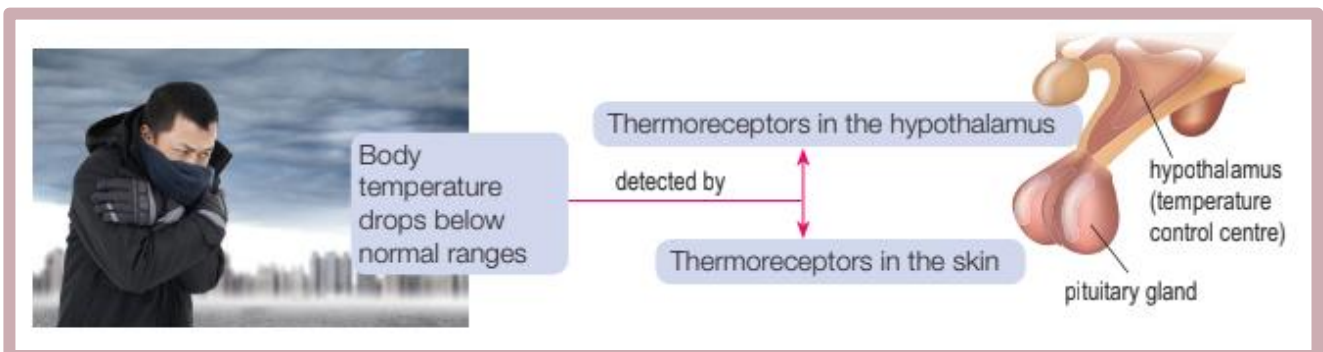 Body
temperature
drops below
normal ranges
detected by
Thermoreceptors in the hypothalamus
Thermoreceptors in the skin
hypothalamus
(temperature
control centre)
pituitary gland